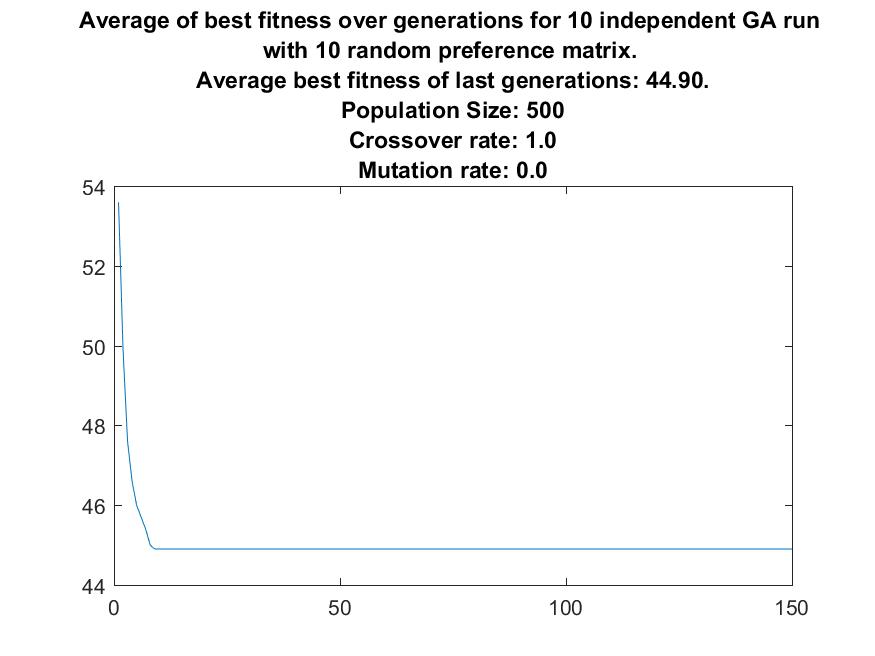 Average of best fitness over generations for 10 independent GA run
with 10 random preference matrix.
Average best fitness of last generations: 44.90.
Population Size: 500
Crossover rate: 1.0
Mutation rate: 0.0
54
52
50
48
46
44
0
50
100
150